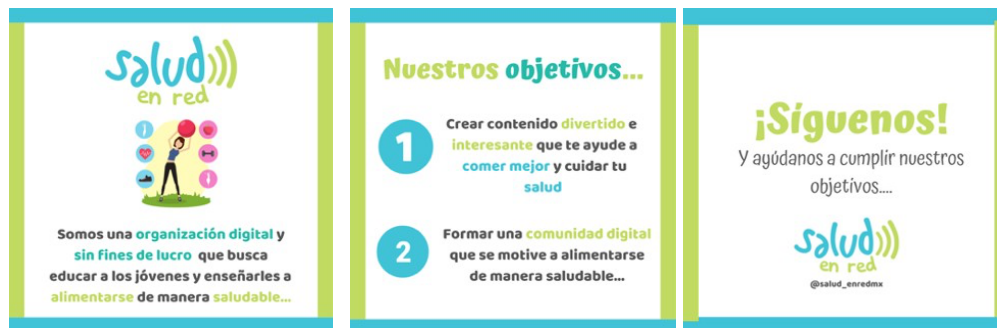 salud
en red
Somos una organización digital y
sin fines de lucro que busca
educar a los jóvenes y enseñarles a
alimentarse de manera saludable...
Nuestros objetivos...
1
Crear contenido divertido e
interesante que te ayude a
comer mejor y cuidar tu
salud
2
Formar una comunidad digital
que se motive a alimentarse
de manera saludable...
¡Síguenos!
Y ayúdanos a cumplir nuestros
objetivos....
salud
en red
@salud_enredmx